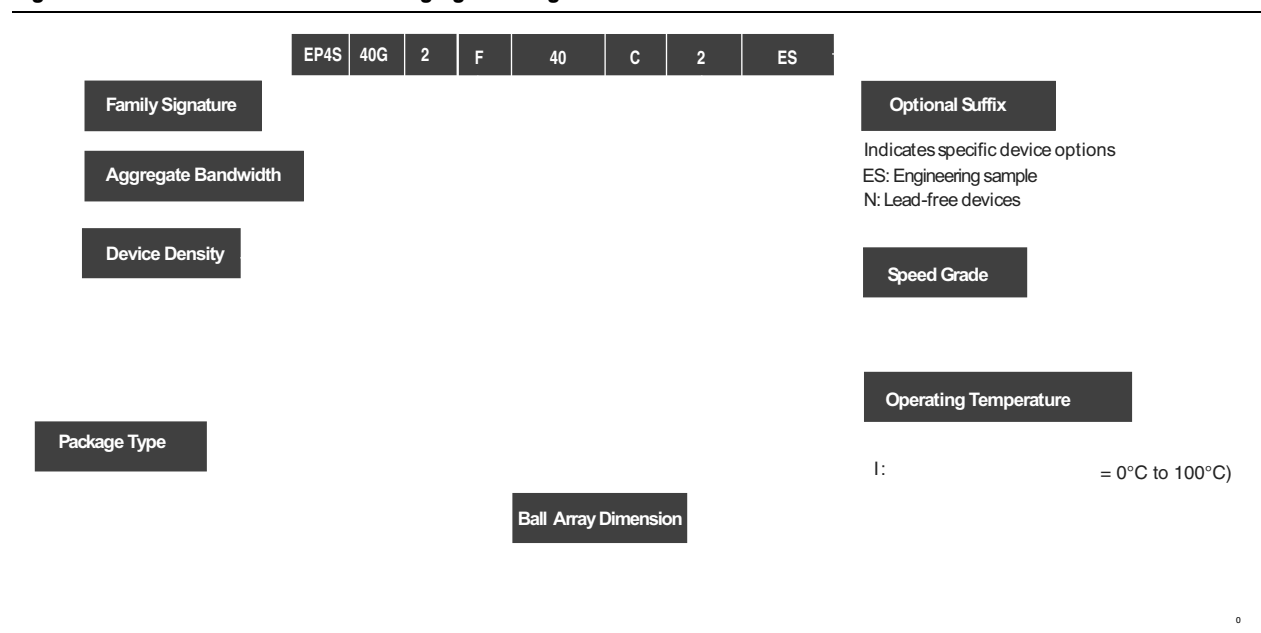 EP4S 40G 2 F 40 C 2 ES
Family Signature
Optional Suffix
Indicates specific device options
ES: Engineering sample
N: Lead-free devices
Aggregate Bandwidth
Device Density
Speed Grade
Operating Temperature
Package Type
I: = 0°C to 100°C)
Ball Array Dimension
0